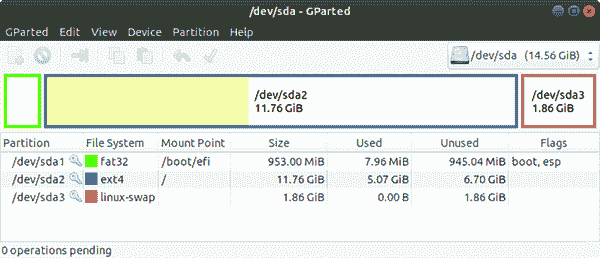 /dev/sda - GParted
GParted Edit View Device Partition Help
/dev/sda (14.56 GiB)
/dev/sda2
11.76 GiB
/dev/sda3
1.86 GiB
Partition File System Mount Point Size Used Unused Flags
/dev/sda1 fat32 /boot/efi 953.00 MiB 7.96 MiB 945.04 MiB boot, esp
/dev/sda2 ext4 / 11.76 GiB 5.07 GiB 6.70 GiB
/dev/sda3 linux-swap 1.86 GiB 0.00 B 1.86 GiB
0 operations pending